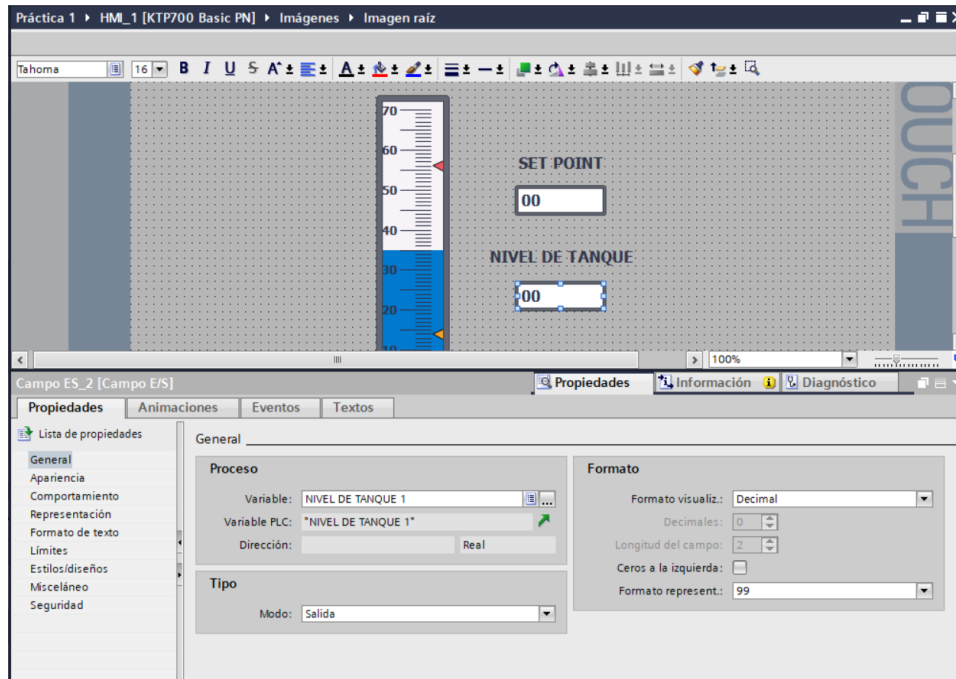 Práctica 1 ▸ HMI_1 [KTP700 Basic PN] ▸ Imágenes ▸ Imagen raíz
Tahoma 16 B I U S A A
70
60
50
40
30
20
10
SET POINT
00
NIVEL DE TANQUE
00
OUCH
100%
Campo ES_2 [Campo E/S]
Propiedades Información Diagnóstico
Propiedades Animaciones Eventos Textos
Lista de propiedades
General
Apariencia
Comportamiento
Representación
Formato de texto
Límites
Estilos/diseños
Misceláneo
Seguridad
General
Proceso
Variable: NIVEL DE TANQUE 1 ...
Variable PLC: "NIVEL DE TANQUE 1"
Dirección: Real
Tipo
Modo: Salida
Formato
Formato visualiz.: Decimal
Decimales: 0
Longitud del campo: 2
Ceros a la izquierda:
Formato represent.: 99